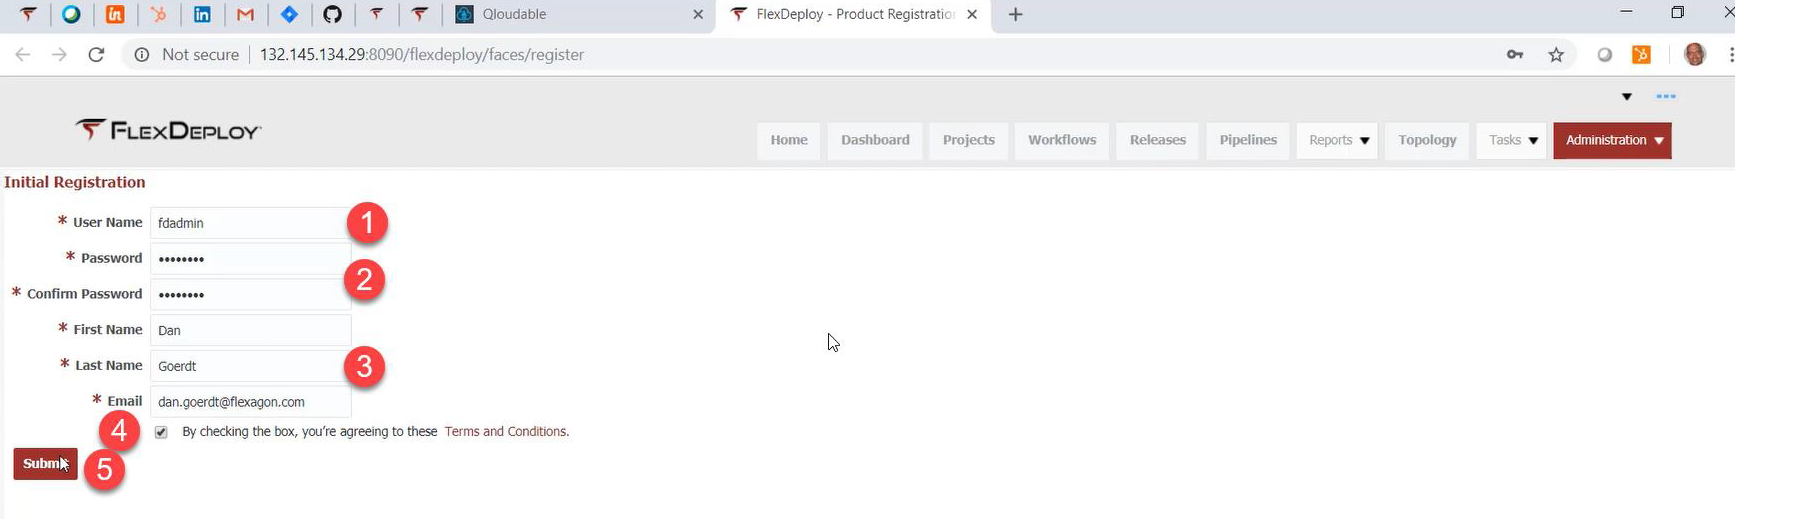 Qloudable
FlexDeploy - Product Registration
Not secure 132.145.134.29:8090/flexdeploy/faces/register
FLEXDEPLOY
Home Dashboard Projects Workflows Releases Pipelines Reports Topology Tasks Administration
Initial Registration
* User Name fdadmin 1
* Password ••••••••
2
* Confirm Password ••••••••
* First Name Dan
* Last Name Goerdt 3
* Email dan.goerdt@flexagon.com
4 By checking the box, you're agreeing to these Terms and Conditions.
Submit 5